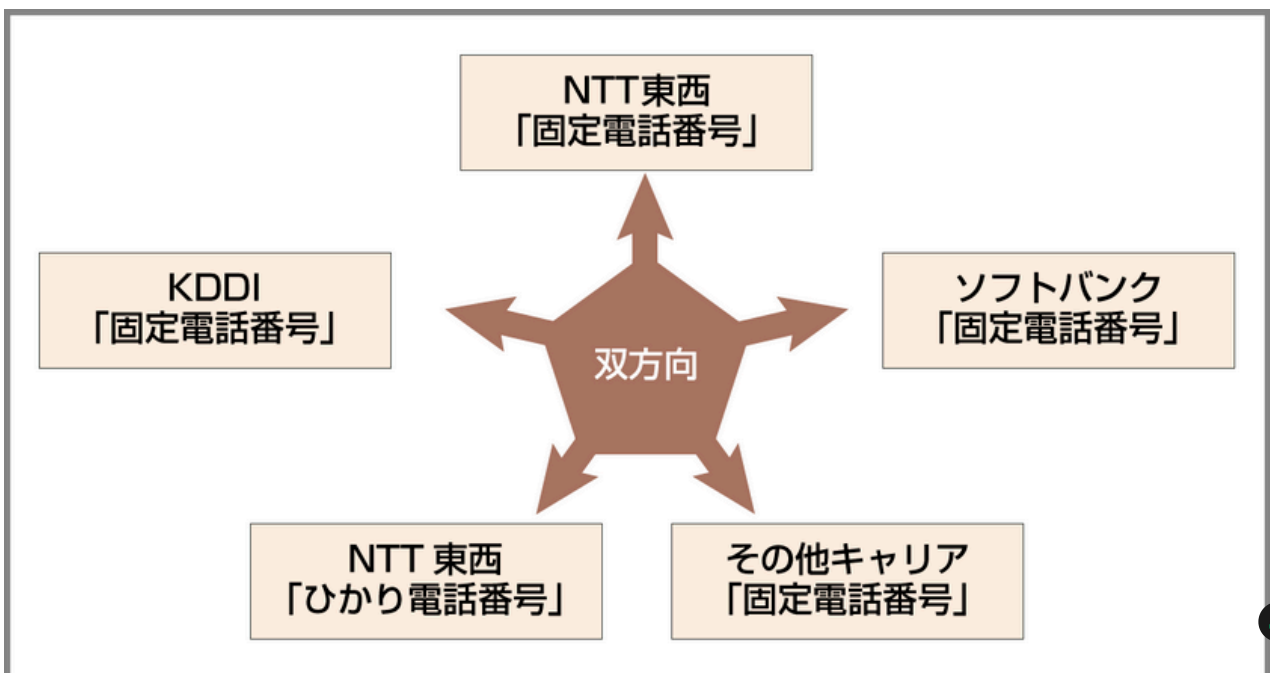 NTT東西
「固定電話番号」
KDDI
「固定電話番号」
ソフトバンク
「固定電話番号」
双方向
NTT 東西
「ひかり電話番号」
その他キャリア
「固定電話番号」